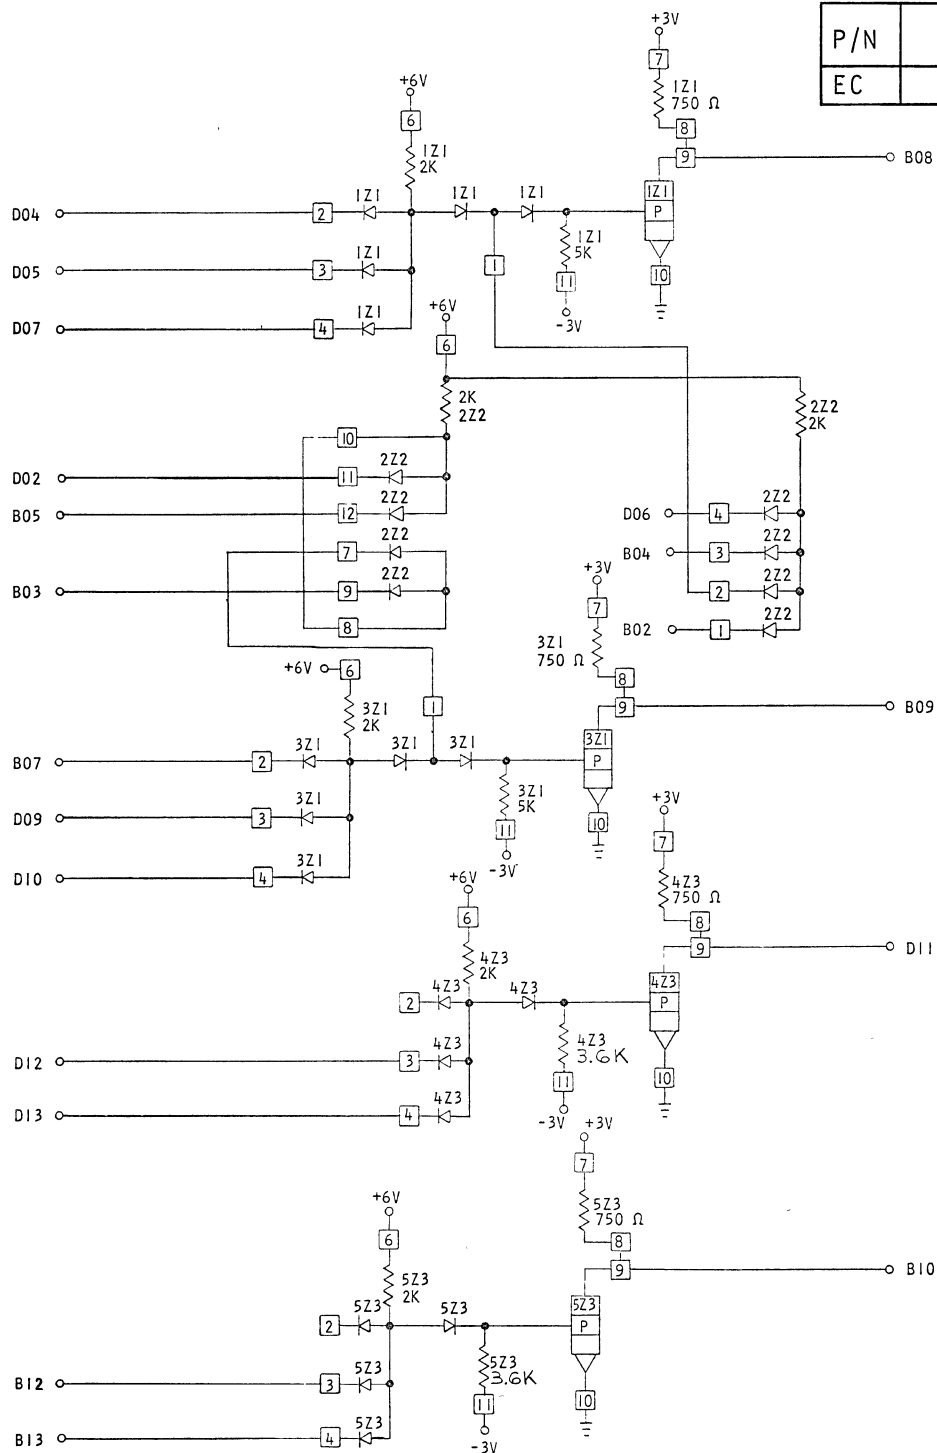 P/N
EC
+3V
7
1Z1
750 Ω
8
9
B08
+6V
6
1Z1
2K
1Z1
P
10
D04
2
1Z1
1Z1
1Z1
1
1Z1
5K
11
-3V
D05
3
1Z1
D07
4
1Z1
+6V
6
2K
2Z2
2Z2
2K
10
D02
11
2Z2
B05
12
2Z2
7
2Z2
B03
9
2Z2
8
D06
4
2Z2
B04
3
2Z2
2
2Z2
B02
1
2Z2
+3V
7
3Z1
750 Ω
8
9
B09
+6V
6
3Z1
2K
1
B07
2
3Z1
3Z1
3Z1
3Z1
P
10
3Z1
5K
11
-3V
D09
3
3Z1
D10
4
3Z1
+3V
7
4Z3
750 Ω
8
9
D11
+6V
6
4Z3
2K
2
4Z3
4Z3
4Z3
P
10
4Z3
3.6K
11
-3V
D12
3
4Z3
D13
4
4Z3
+3V
7
5Z3
750 Ω
8
9
B10
+6V
6
5Z3
2K
2
5Z3
5Z3
5Z3
P
10
5Z3
3.6K
11
-3V
B12
3
5Z3
B13
4
5Z3